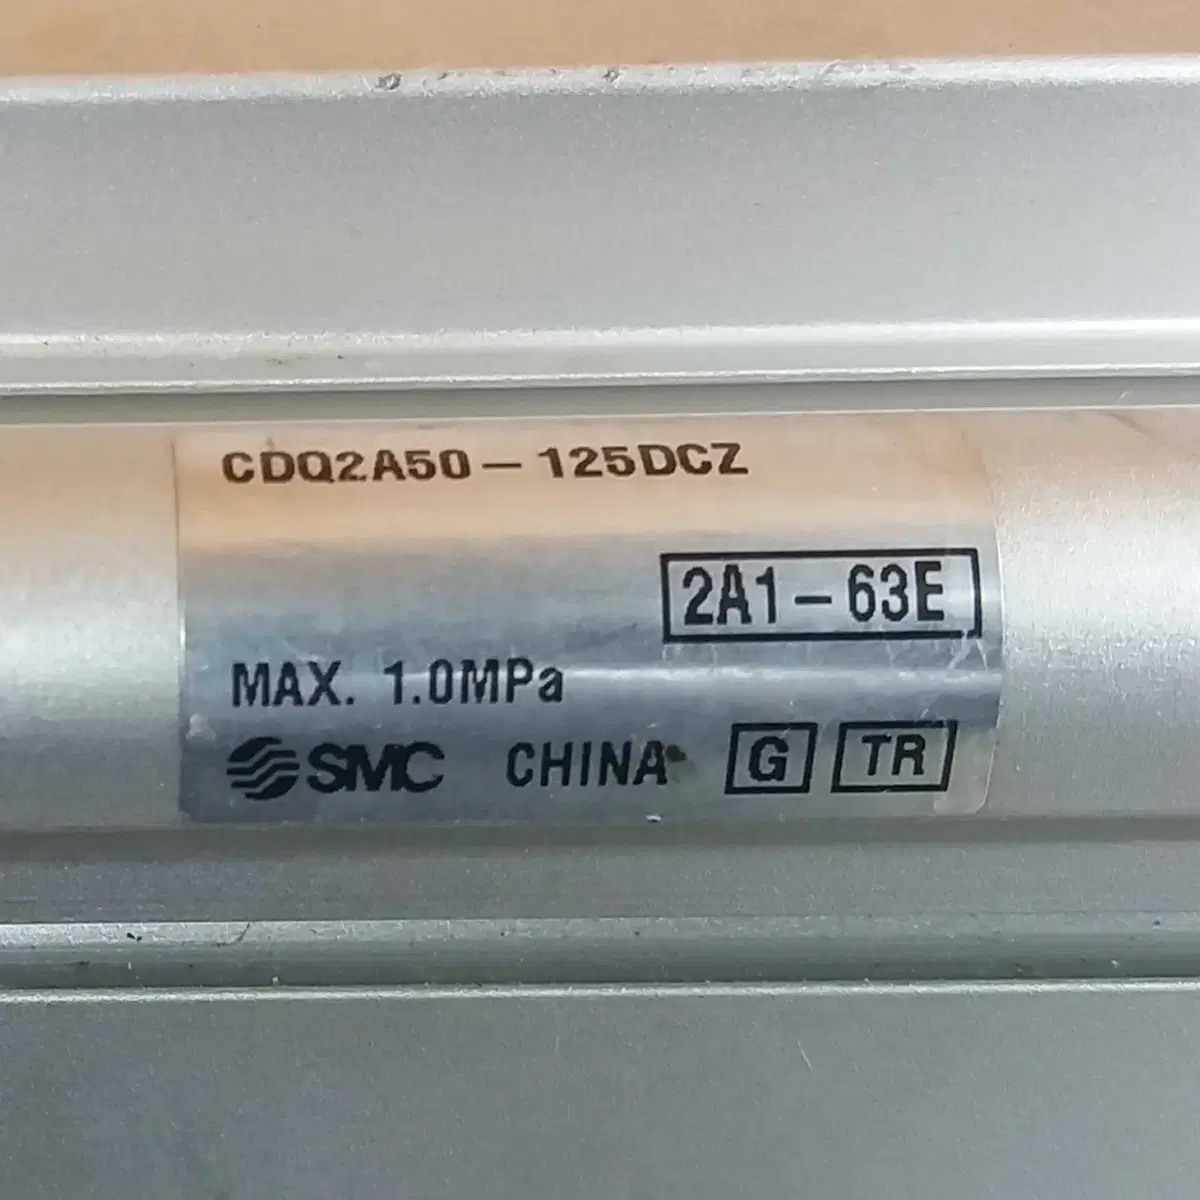 CDQ2A50-125DCZ
2A1-63E
MAX. 1.0MPa
SMC CHINA G TR